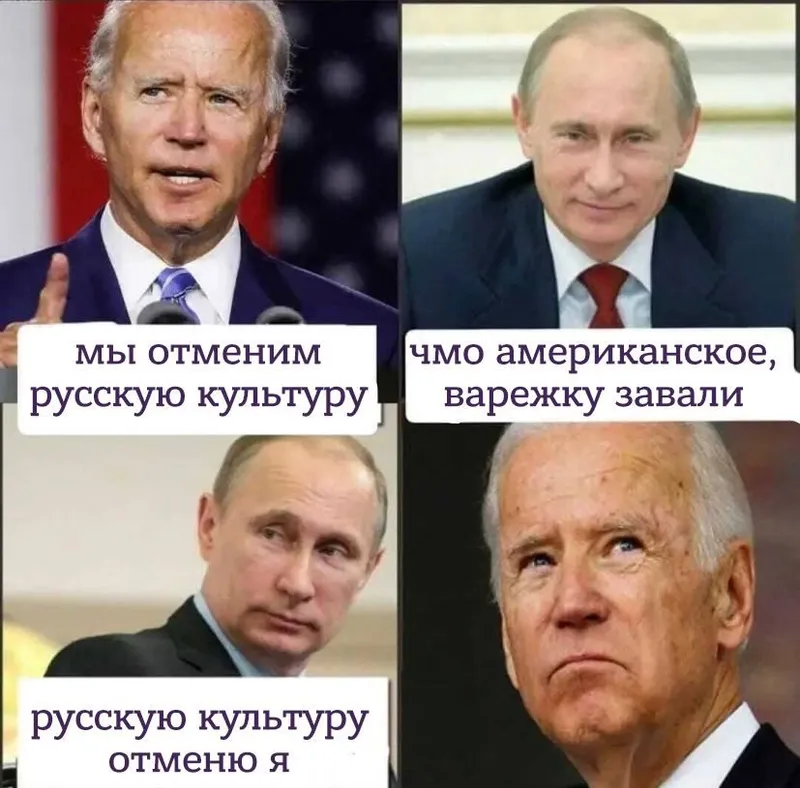 мы отменим
русскую культуру
чмо американское,
варежку завали
русскую культуру
отменю я